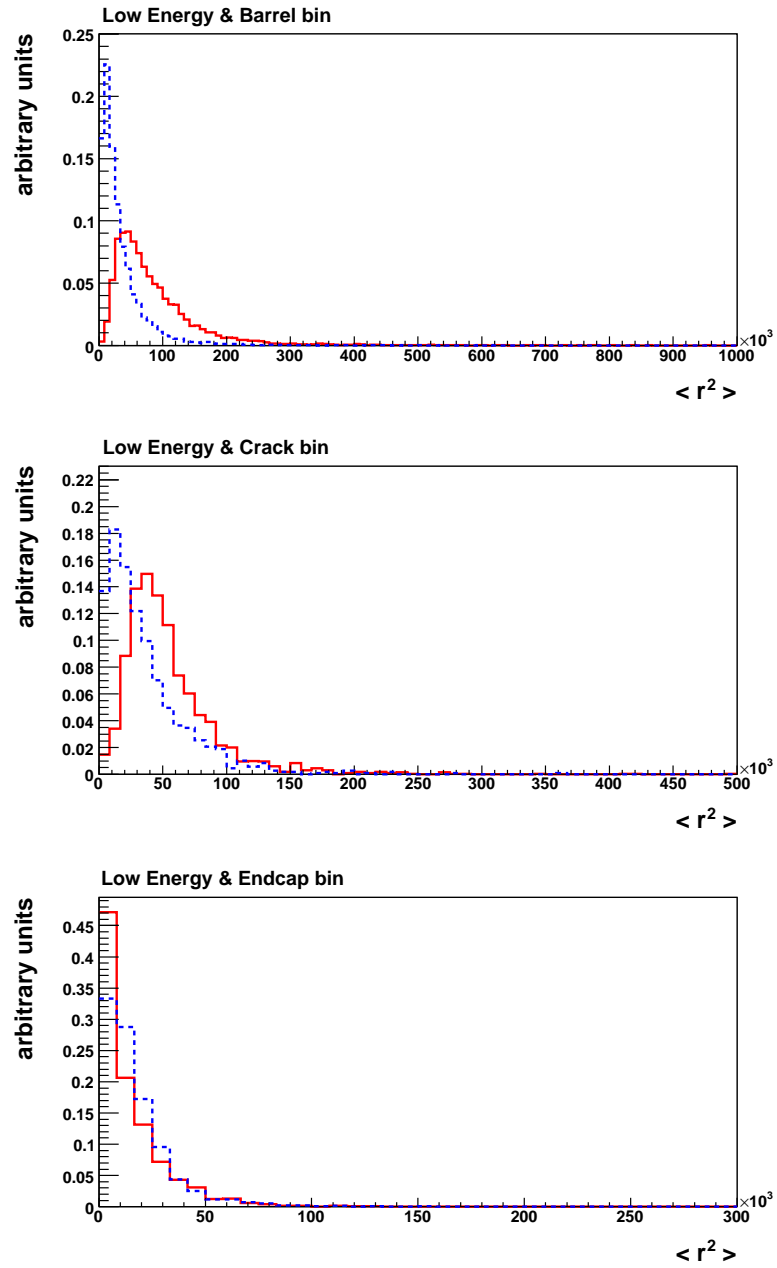 Low Energy & Barrel bin
arbitrary units
0.25
0.2
0.15
0.1
0.05
0
0 100 200 300 400 500 600 700 800 900 1000
×10³
< r² >
Low Energy & Crack bin
arbitrary units
0.22
0.2
0.18
0.16
0.14
0.12
0.1
0.08
0.06
0.04
0.02
0
0 50 100 150 200 250 300 350 400 450 500
×10³
< r² >
Low Energy & Endcap bin
arbitrary units
0.45
0.4
0.35
0.3
0.25
0.2
0.15
0.1
0.05
0
0 50 100 150 200 250 300
×10³
< r² >